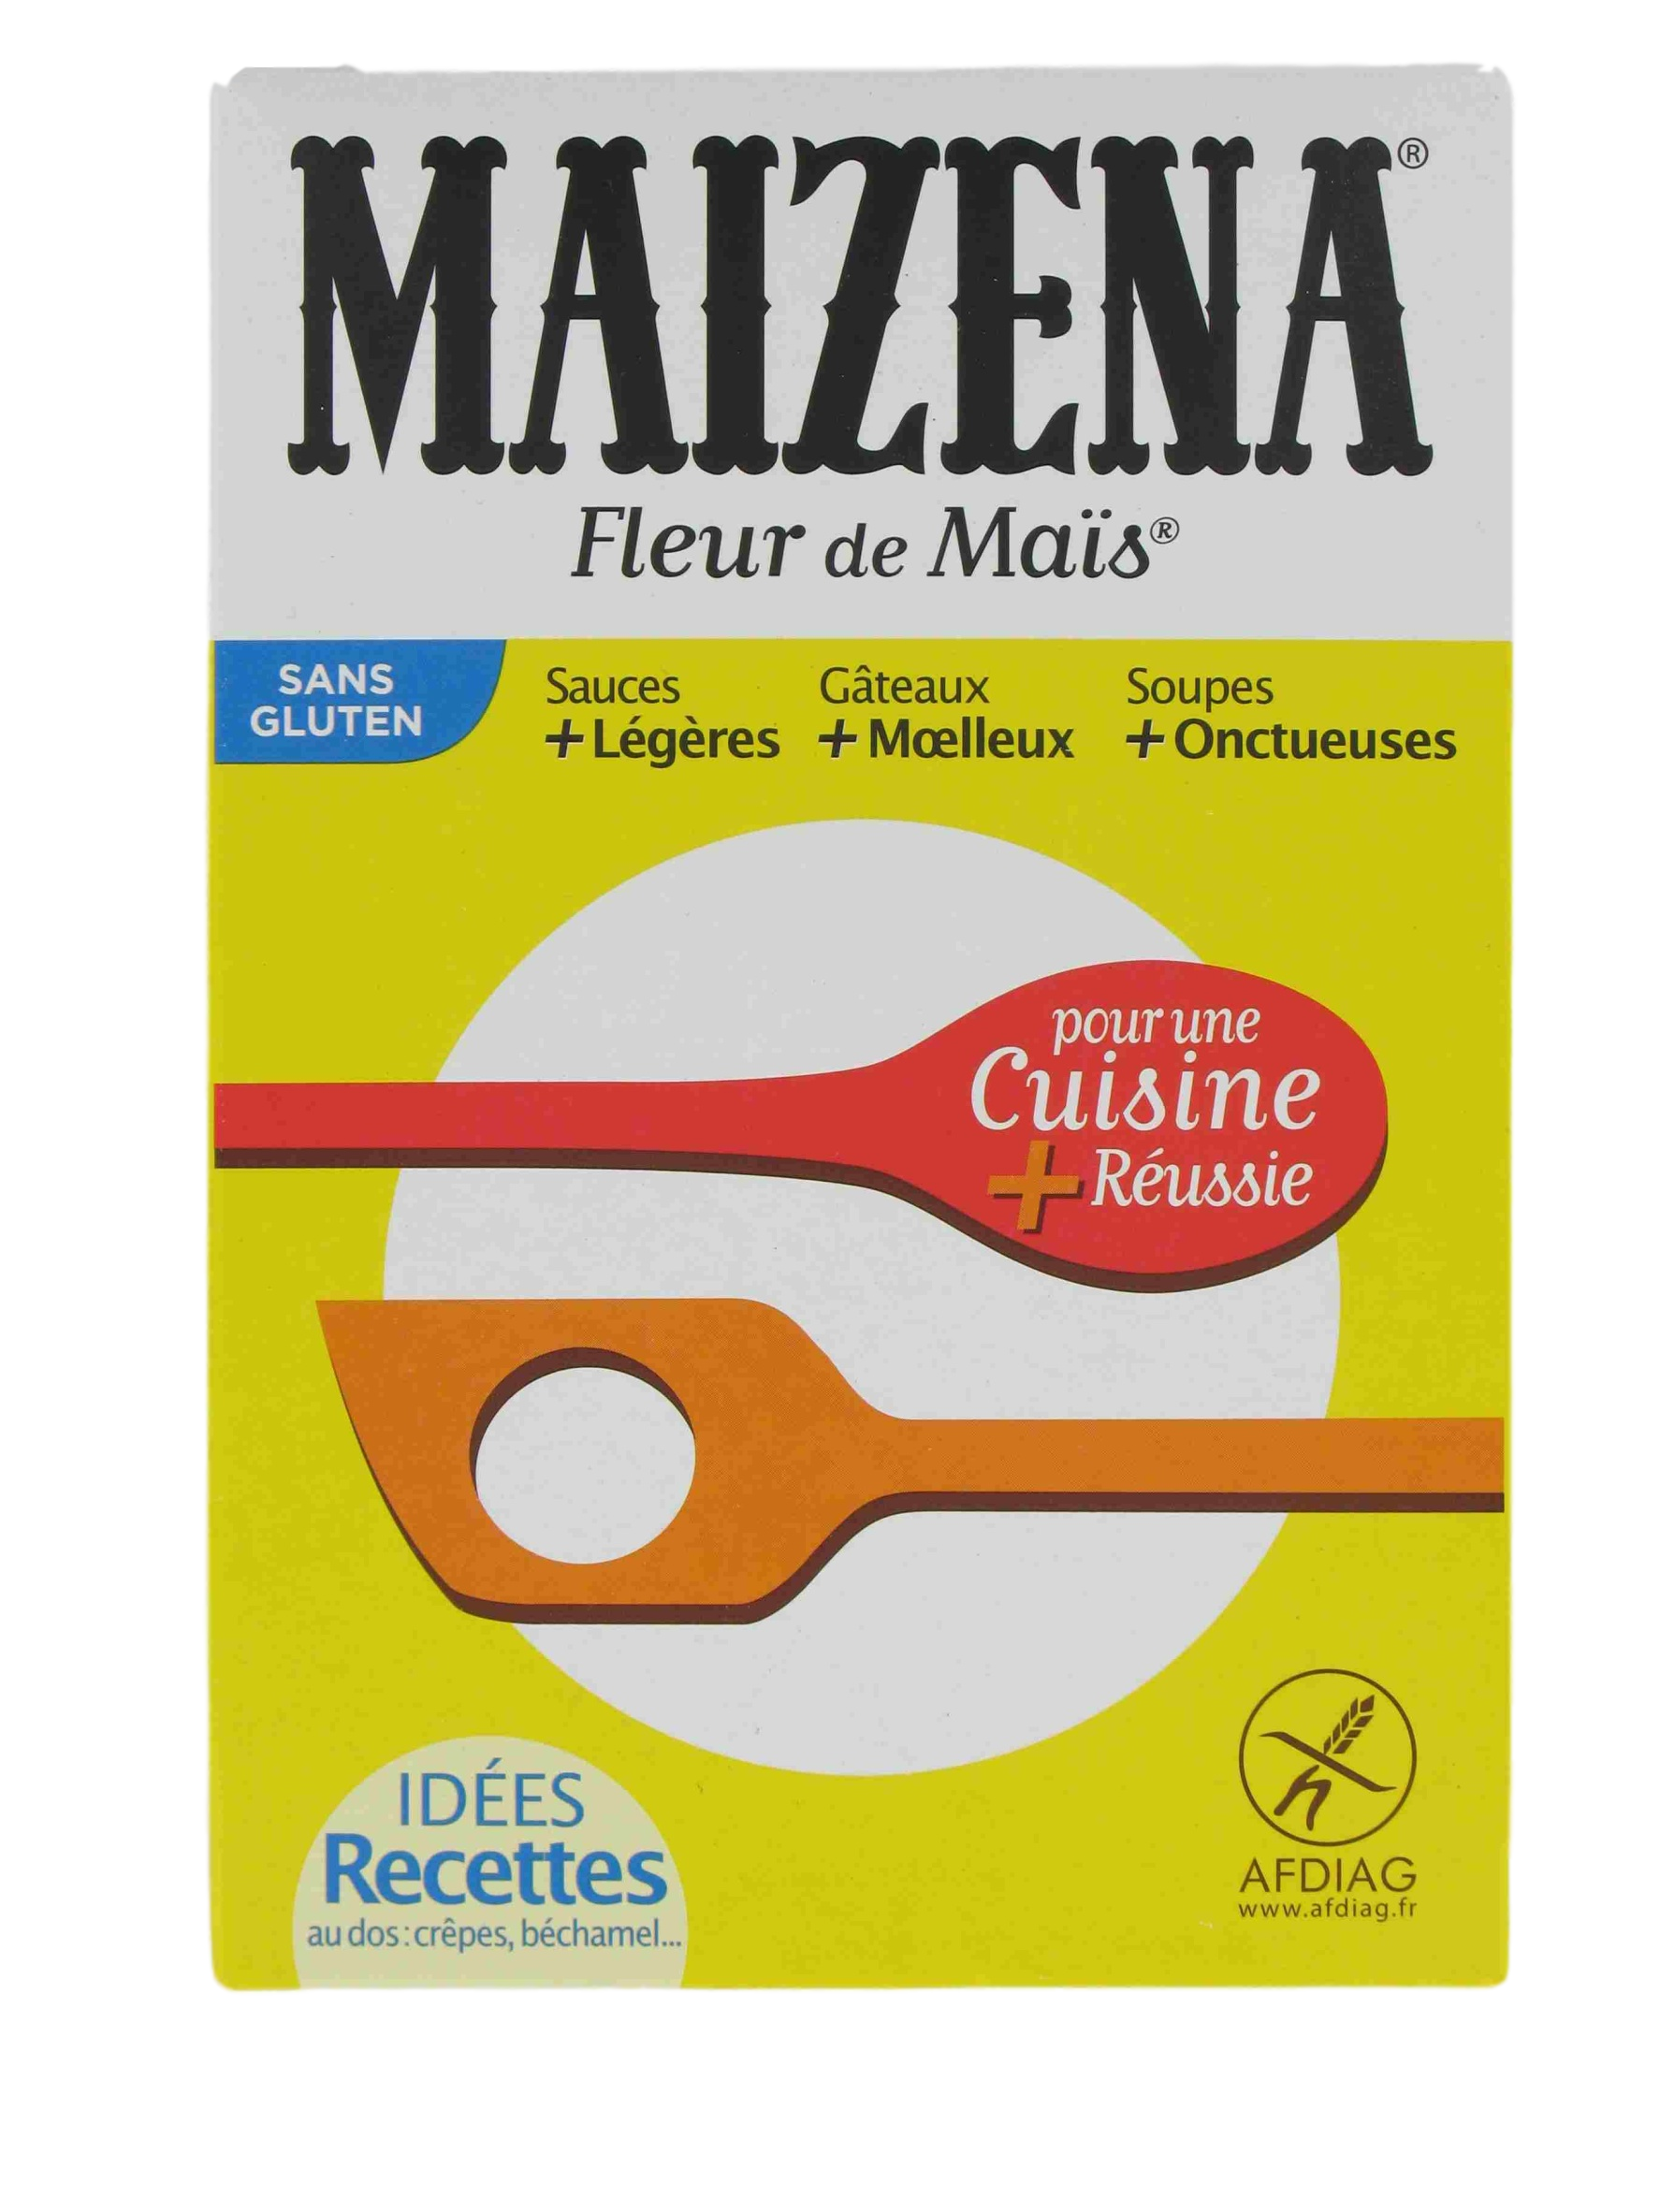 MAIZENA®
Fleur de Maïs®
SANS
GLUTEN
Sauces
+Légères
Gâteaux
+Mœlleux
Soupes
+Onctueuses
pour une
Cuisine
+Réussie
IDÉES
Recettes
au dos : crêpes, béchamel...
AFDIAG
www.afdiag.fr